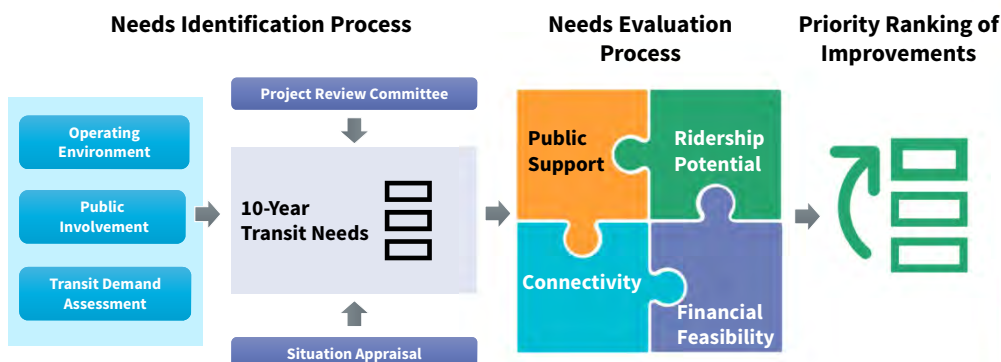 Needs Identification Process
Needs Evaluation
Process
Priority Ranking of
Improvements
Project Review Committee
Operating
Environment
Public
Involvement
Transit Demand
Assessment
10-Year
Transit Needs
Situation Appraisal
Public
Support
Ridership
Potential
Connectivity
Financial
Feasibility